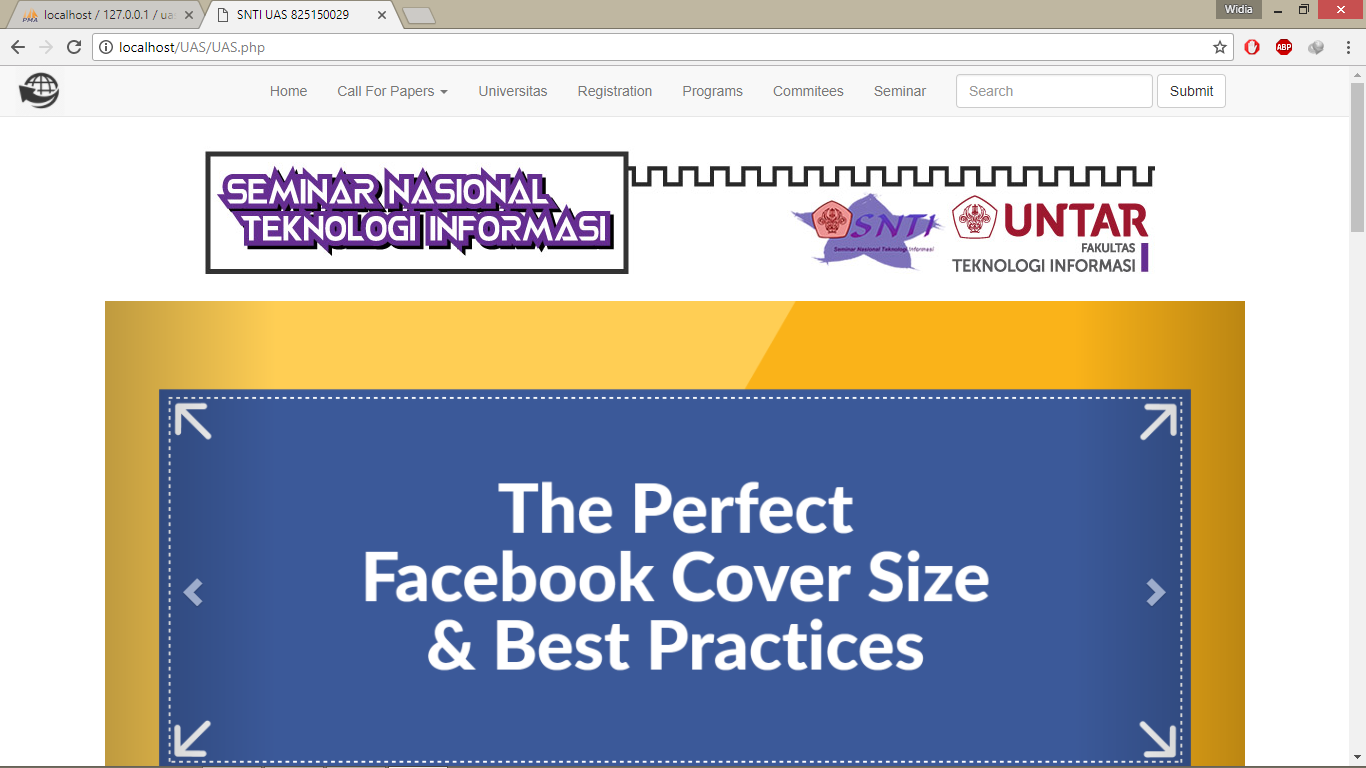 localhost / 127.0.0.1 / ua
SNTI UAS 825150029
Widia
localhost/UAS/UAS.php
ABP
Home
Call For Papers
Universitas
Registration
Programs
Commitees
Seminar
Search
Submit
SEMINAR NASIONAL
TEKNOLOGI INFORMASI
SNTI
Seminar Nasional Teknologi Informasi
UNTAR
FAKULTAS
TEKNOLOGI INFORMASI
The Perfect
Facebook Cover Size
& Best Practices